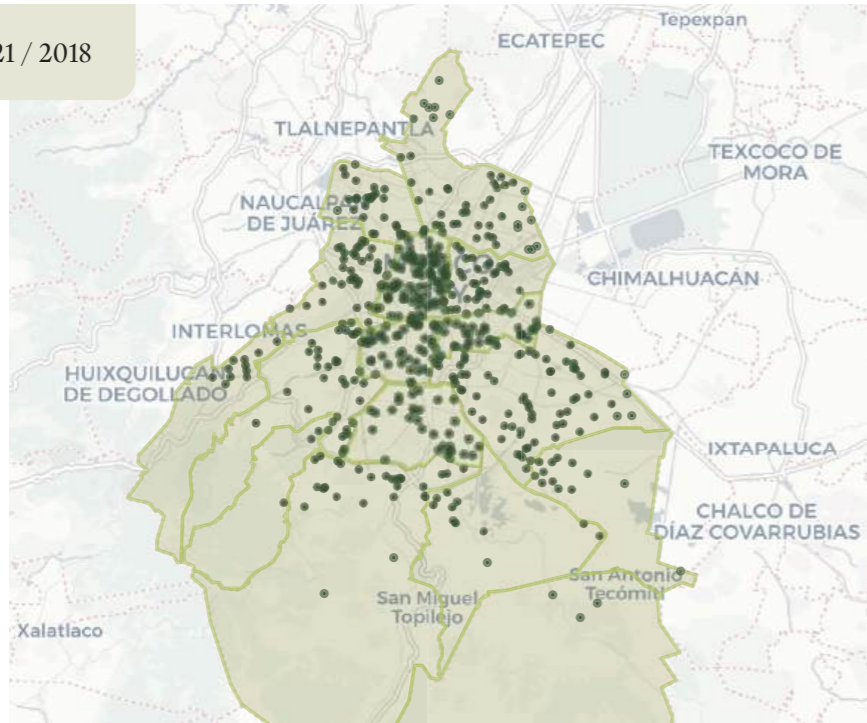 21 / 2018
Tepexpan
ECATEPEC
TLALNEPANTLA
TEXCOCO DE
MORA
NAUCALPAN
DE JUÁREZ
MÉXICO
CHIMALHUACÁN
INTERLOMAS
HUIXQUILUCAN
DE DEGOLLADO
IXTAPALUCA
CHALCO DE
DÍAZ COVARRUBIAS
San Antonio
Tecómitl
San Miguel
Topilejo
Xalatlaco